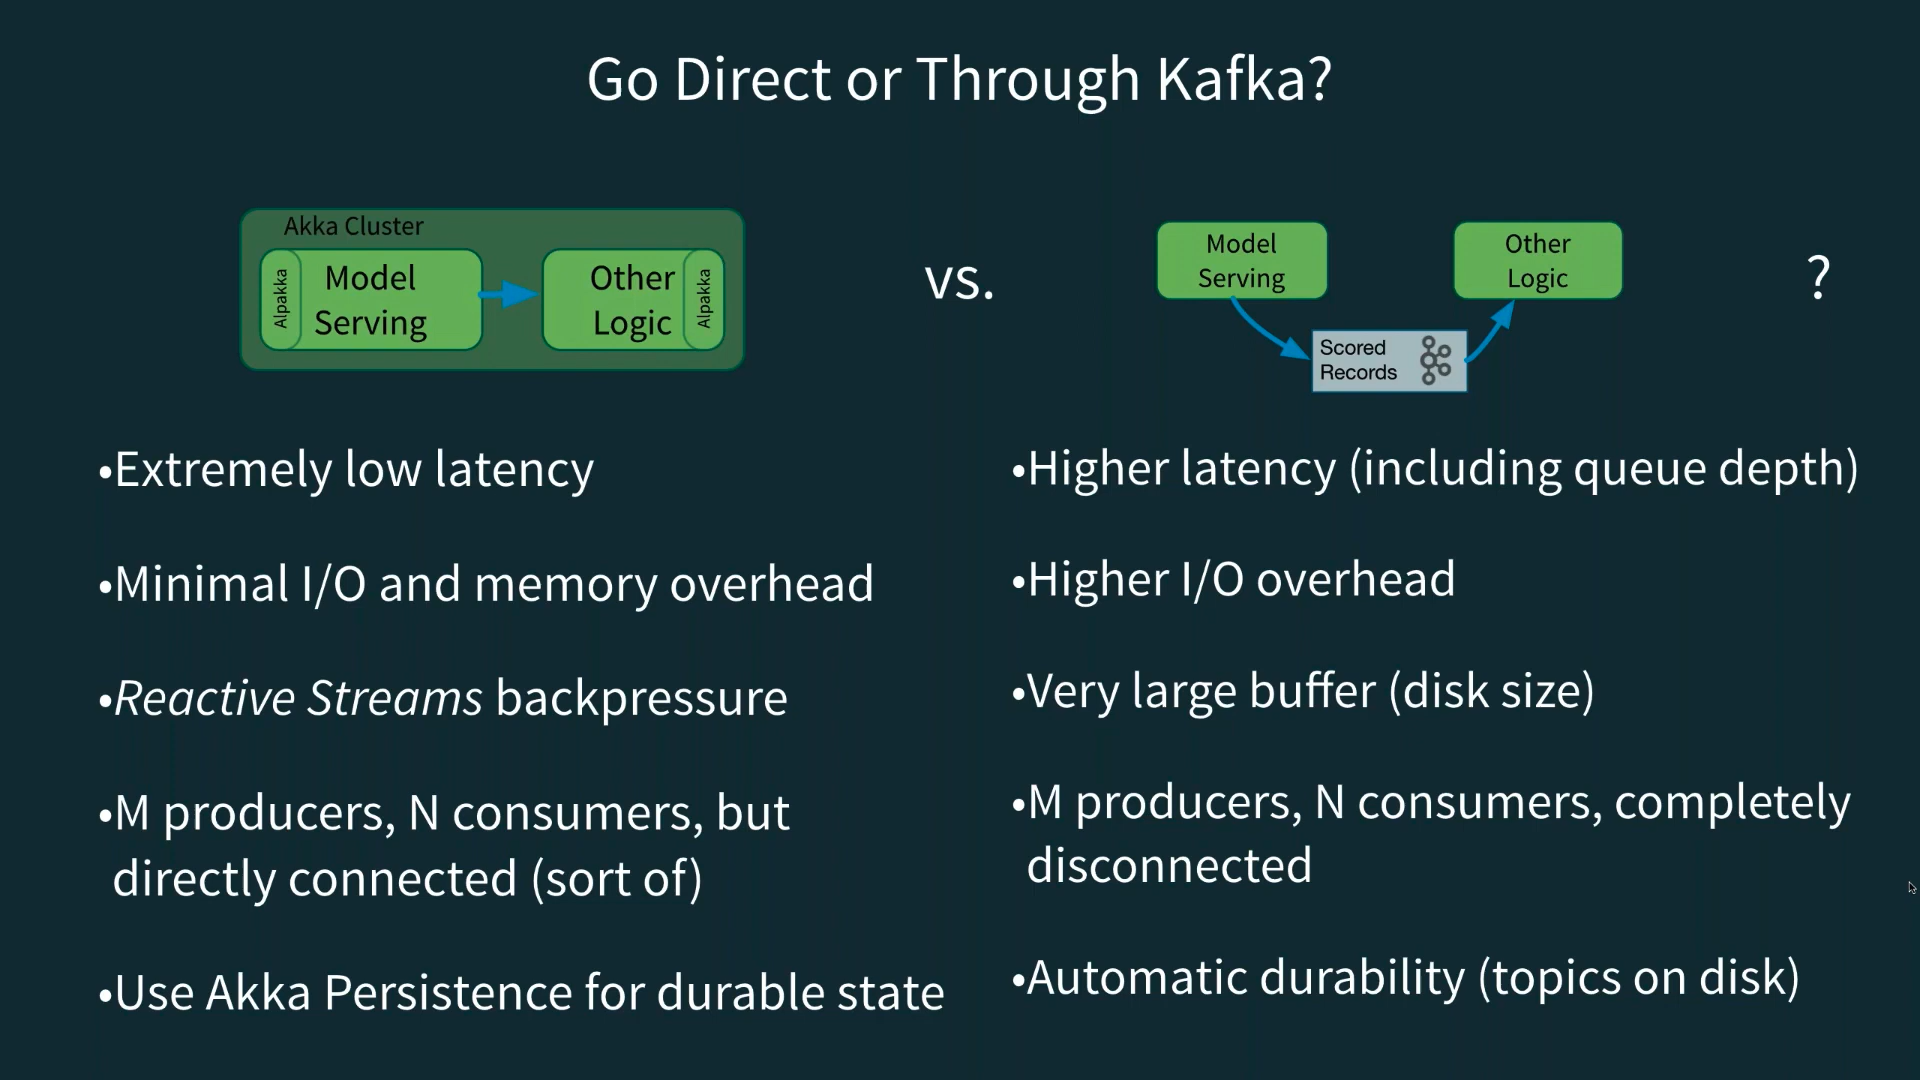 Go Direct or Through Kafka?
Akka Cluster
Alpakka
Model
Serving
Other
Logic
Alpakka
vs.
Model
Serving
Other
Logic
Scored
Records
?
•Extremely low latency
•Minimal I/O and memory overhead
•Reactive Streams backpressure
•M producers, N consumers, but
directly connected (sort of)
•Use Akka Persistence for durable state
•Higher latency (including queue depth)
•Higher I/O overhead
•Very large buffer (disk size)
•M producers, N consumers, completely
disconnected
•Automatic durability (topics on disk)